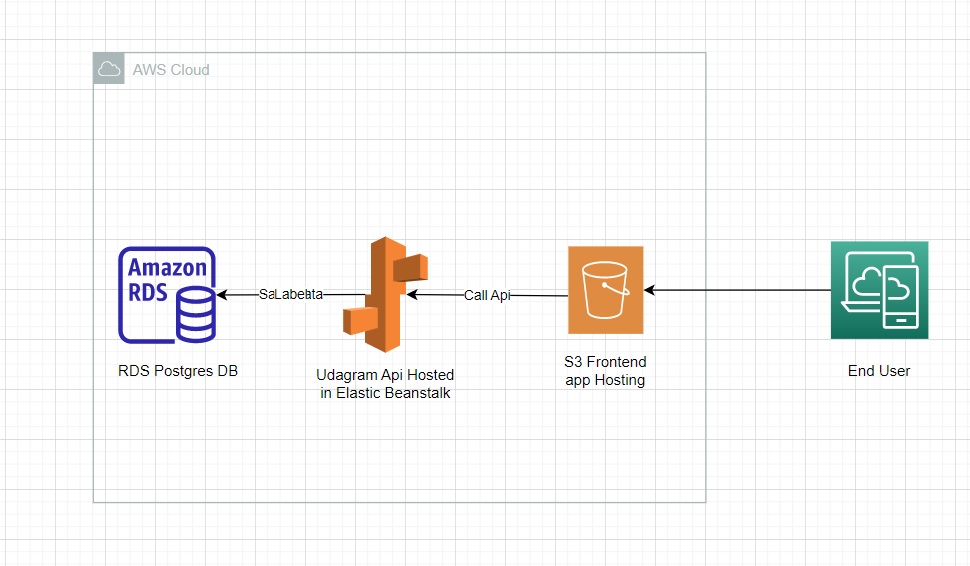 AWS Cloud
Amazon
RDS
Call Api
RDS Postgres DB
Udagram Api Hosted
in Elastic Beanstalk
S3 Frontend
app Hosting
End User